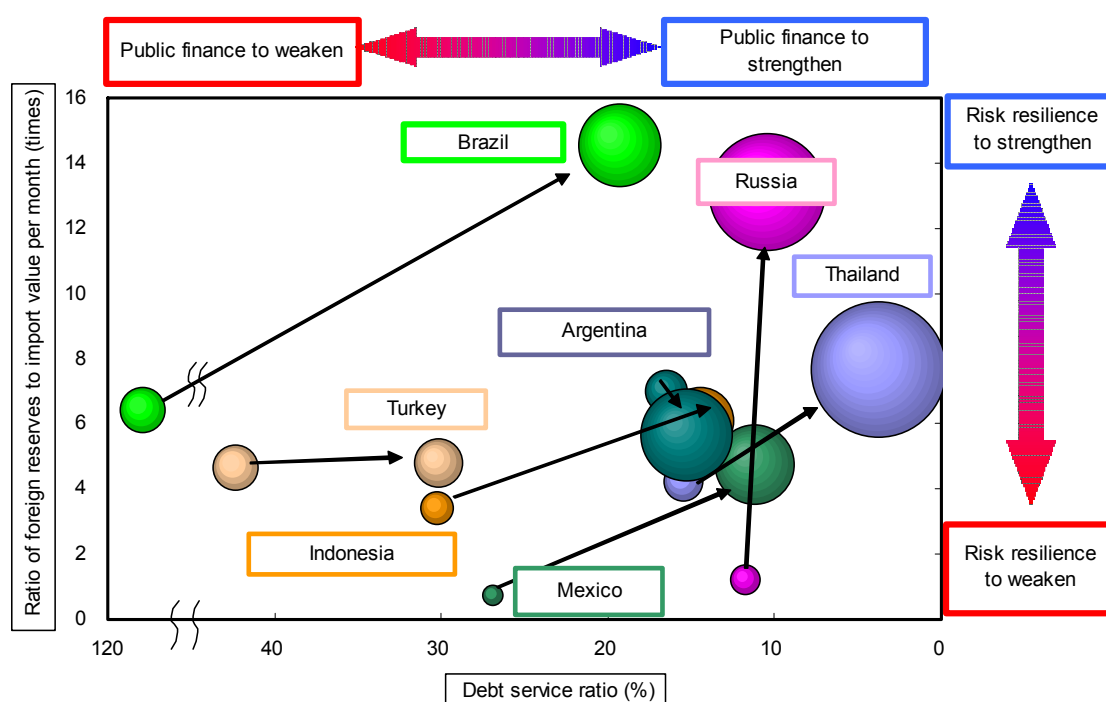 Public finance to weaken
Public finance to
strengthen
Ratio of foreign reserves to import value per month (times)
16
14
12
10
8
6
4
2
0
Brazil
Russia
Thailand
Argentina
Turkey
Indonesia
Mexico
Risk resilience
to strengthen
Risk resilience
to weaken
120
40
30
20
10
0
Debt service ratio (%)